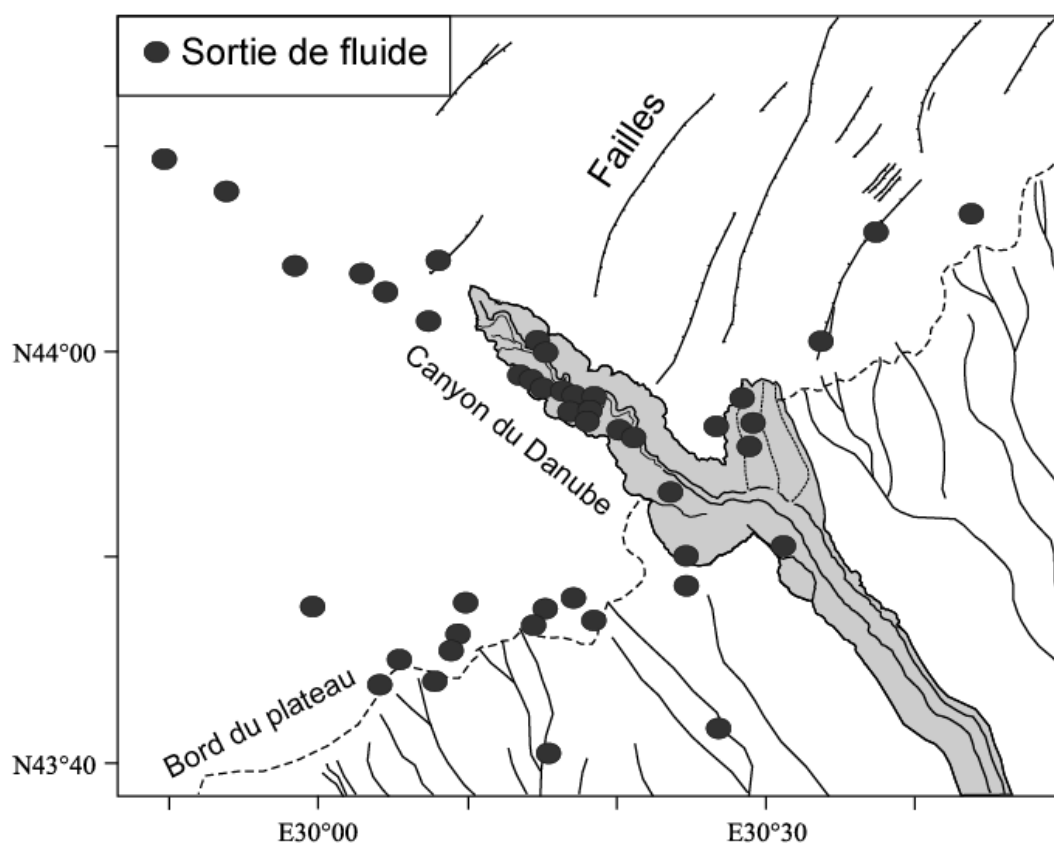 Sortie de fluide
Failles
N44°00
Canyon du Danube
Bord du plateau
N43°40
E30°00
E30°30